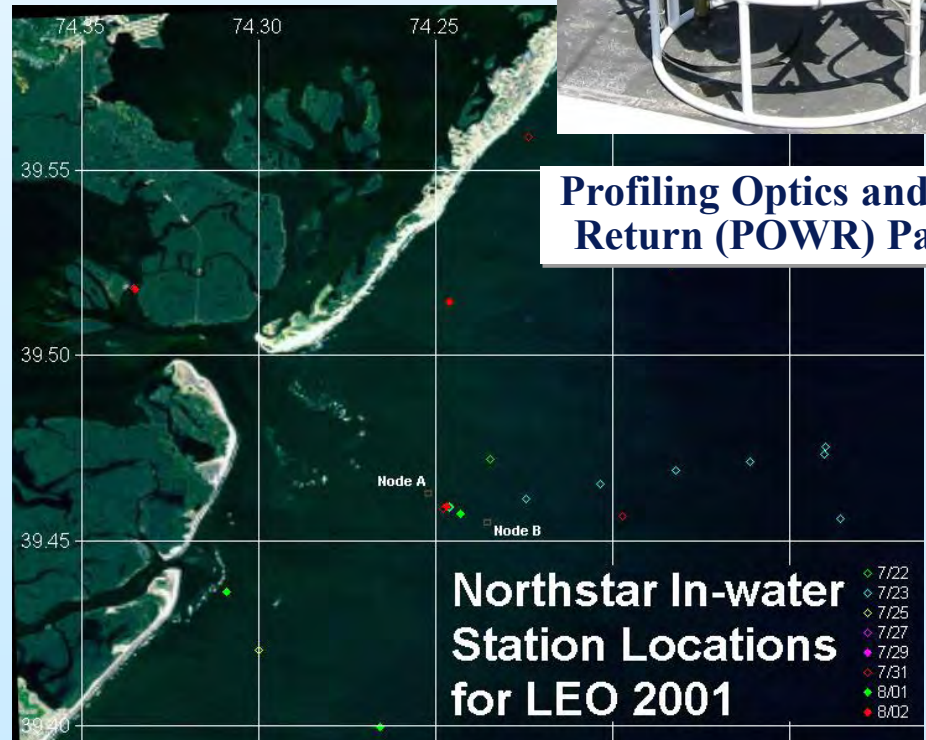 74.35 74.30 74.25
39.55
Profiling Optics and
Return (POWR) Pa
39.50
Node A
Node B
39.45
Northstar In-water
Station Locations
for LEO 2001
7/22
7/23
7/25
7/27
7/29
7/31
8/01
8/02
39.40